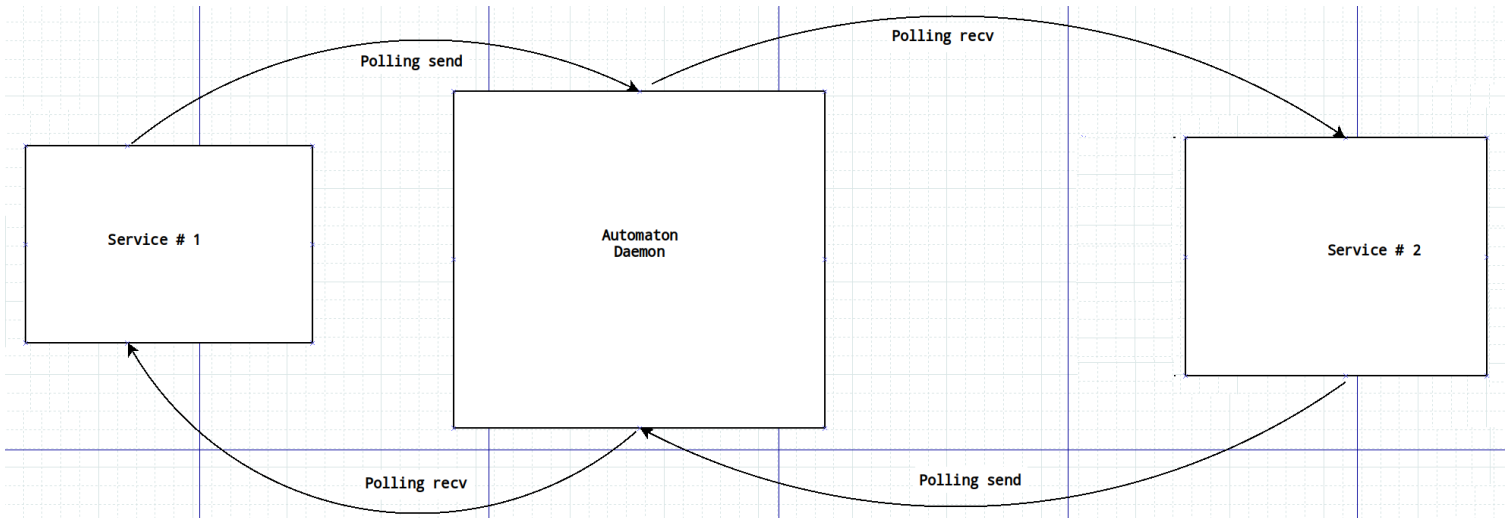 Polling recv
Polling send
Service # 1
Automaton
Daemon
Service # 2
Polling recv
Polling send